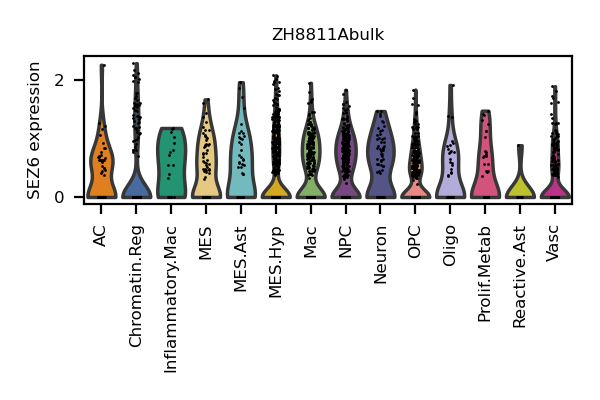 ZH8811Abulk
SEZ6 expression
2
0
AC
Chromatin.Reg
Inflammatory.Mac
MES
MES.Ast
MES.Hyp
Mac
NPC
Neuron
OPC
Oligo
Prolif.Metab
Reactive.Ast
Vasc